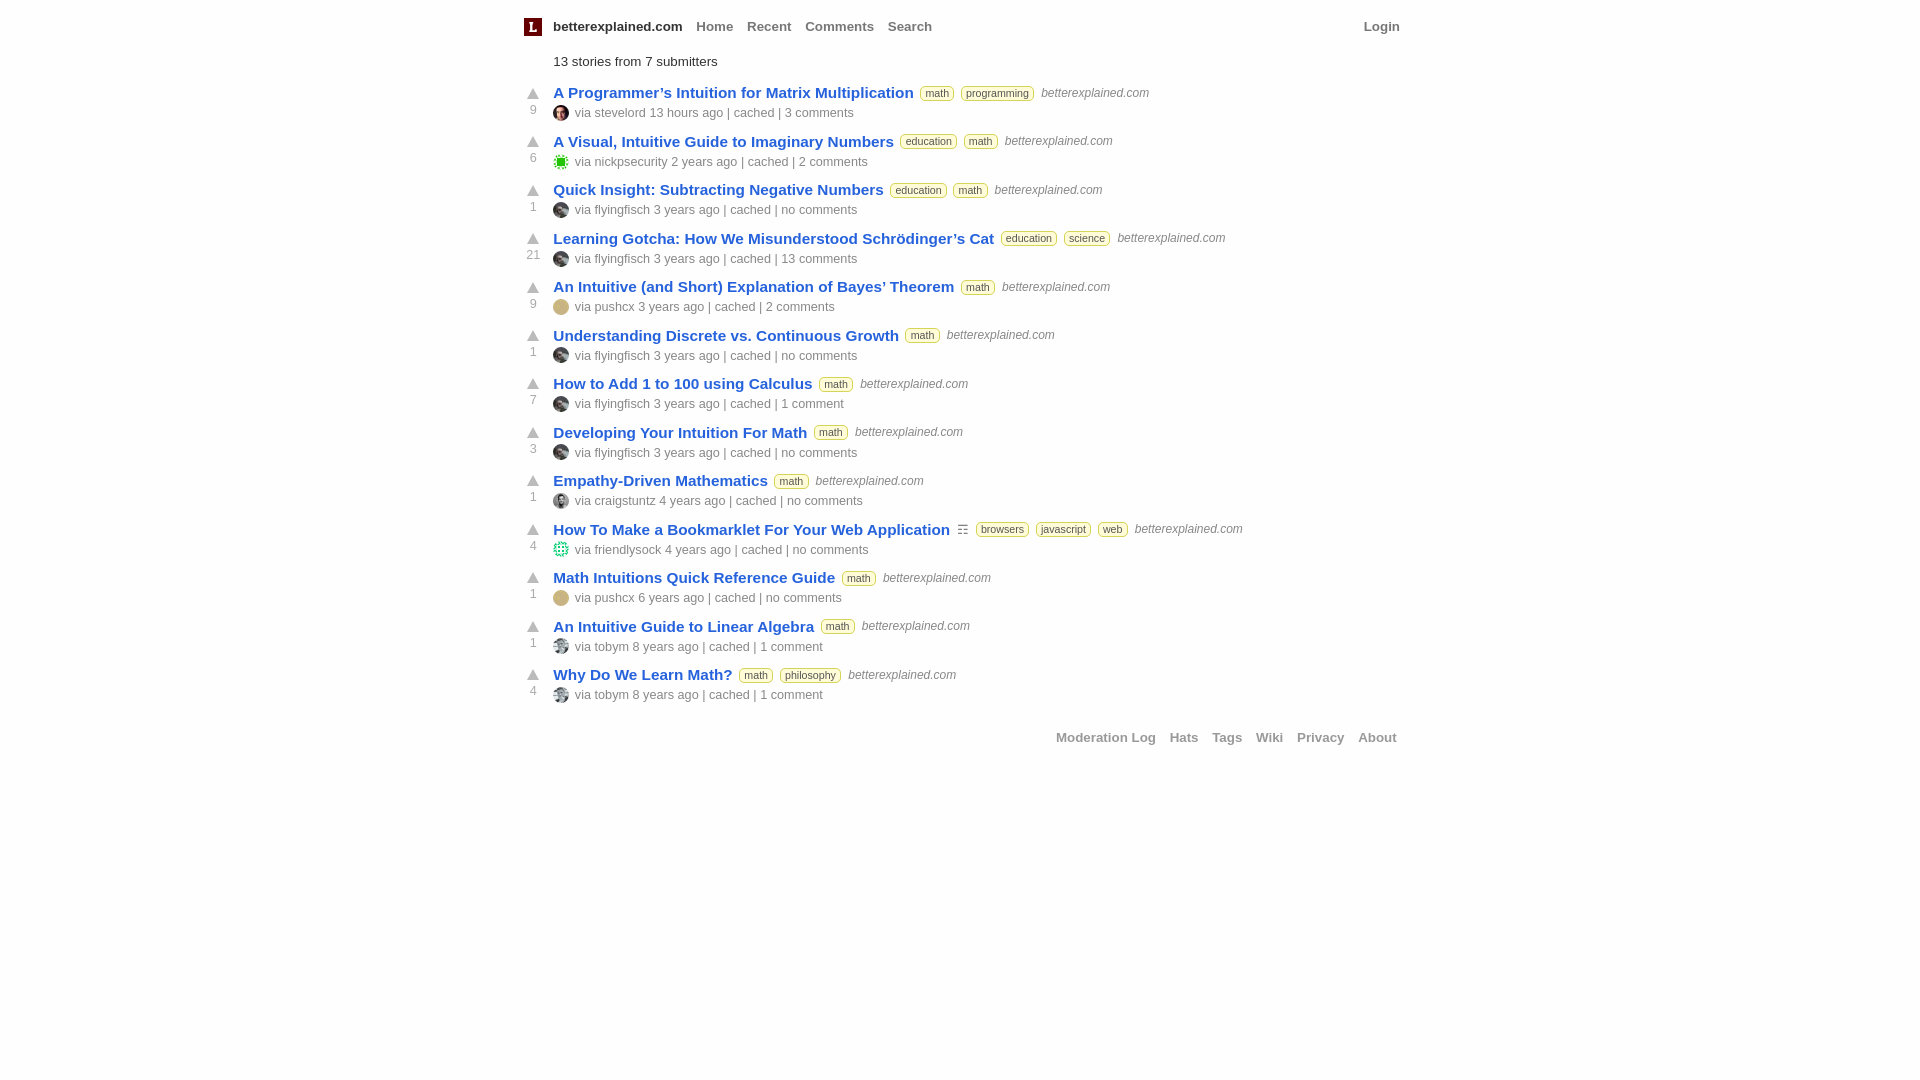 L betterexplained.com Home Recent Comments Search Login
13 stories from 7 submitters
A Programmer’s Intuition for Matrix Multiplication math programming betterexplained.com
9 via stevelord 13 hours ago | cached | 3 comments
A Visual, Intuitive Guide to Imaginary Numbers education math betterexplained.com
6 via nickpsecurity 2 years ago | cached | 2 comments
Quick Insight: Subtracting Negative Numbers education math betterexplained.com
1 via flyingfisch 3 years ago | cached | no comments
Learning Gotcha: How We Misunderstood Schrödinger’s Cat education science betterexplained.com
21 via flyingfisch 3 years ago | cached | 13 comments
An Intuitive (and Short) Explanation of Bayes’ Theorem math betterexplained.com
9 via pushcx 3 years ago | cached | 2 comments
Understanding Discrete vs. Continuous Growth math betterexplained.com
1 via flyingfisch 3 years ago | cached | no comments
How to Add 1 to 100 using Calculus math betterexplained.com
7 via flyingfisch 3 years ago | cached | 1 comment
Developing Your Intuition For Math math betterexplained.com
3 via flyingfisch 3 years ago | cached | no comments
Empathy-Driven Mathematics math betterexplained.com
1 via craigstuntz 4 years ago | cached | no comments
How To Make a Bookmarklet For Your Web Application ☶ browsers javascript web betterexplained.com
4 via friendlysock 4 years ago | cached | no comments
Math Intuitions Quick Reference Guide math betterexplained.com
1 via pushcx 6 years ago | cached | no comments
An Intuitive Guide to Linear Algebra math betterexplained.com
1 via tobym 8 years ago | cached | 1 comment
Why Do We Learn Math? math philosophy betterexplained.com
4 via tobym 8 years ago | cached | 1 comment
Moderation Log Hats Tags Wiki Privacy About